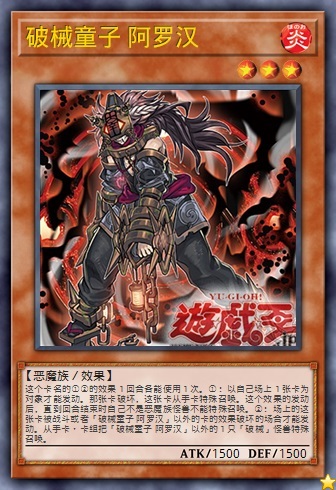 破械童子 阿罗汉
炎
YU-GI-OH!
遊戯王
【恶魔族／效果】
这个卡名的①②的效果1回合各能使用1次。①：以自己场上1张卡为
对象才能发动。那张卡破坏，这张卡从手卡特殊召唤。这个效果的发动
后，直到回合结束时自己不是恶魔族怪兽不能特殊召唤。②：场上的这
张卡被战斗或者「破械童子 阿罗汉」以外的卡的效果破坏的场合才能发
动。从手卡·卡组把「破械童子 阿罗汉」以外的1只「破械」怪兽特殊
召唤。
ATK/1500 DEF/1500